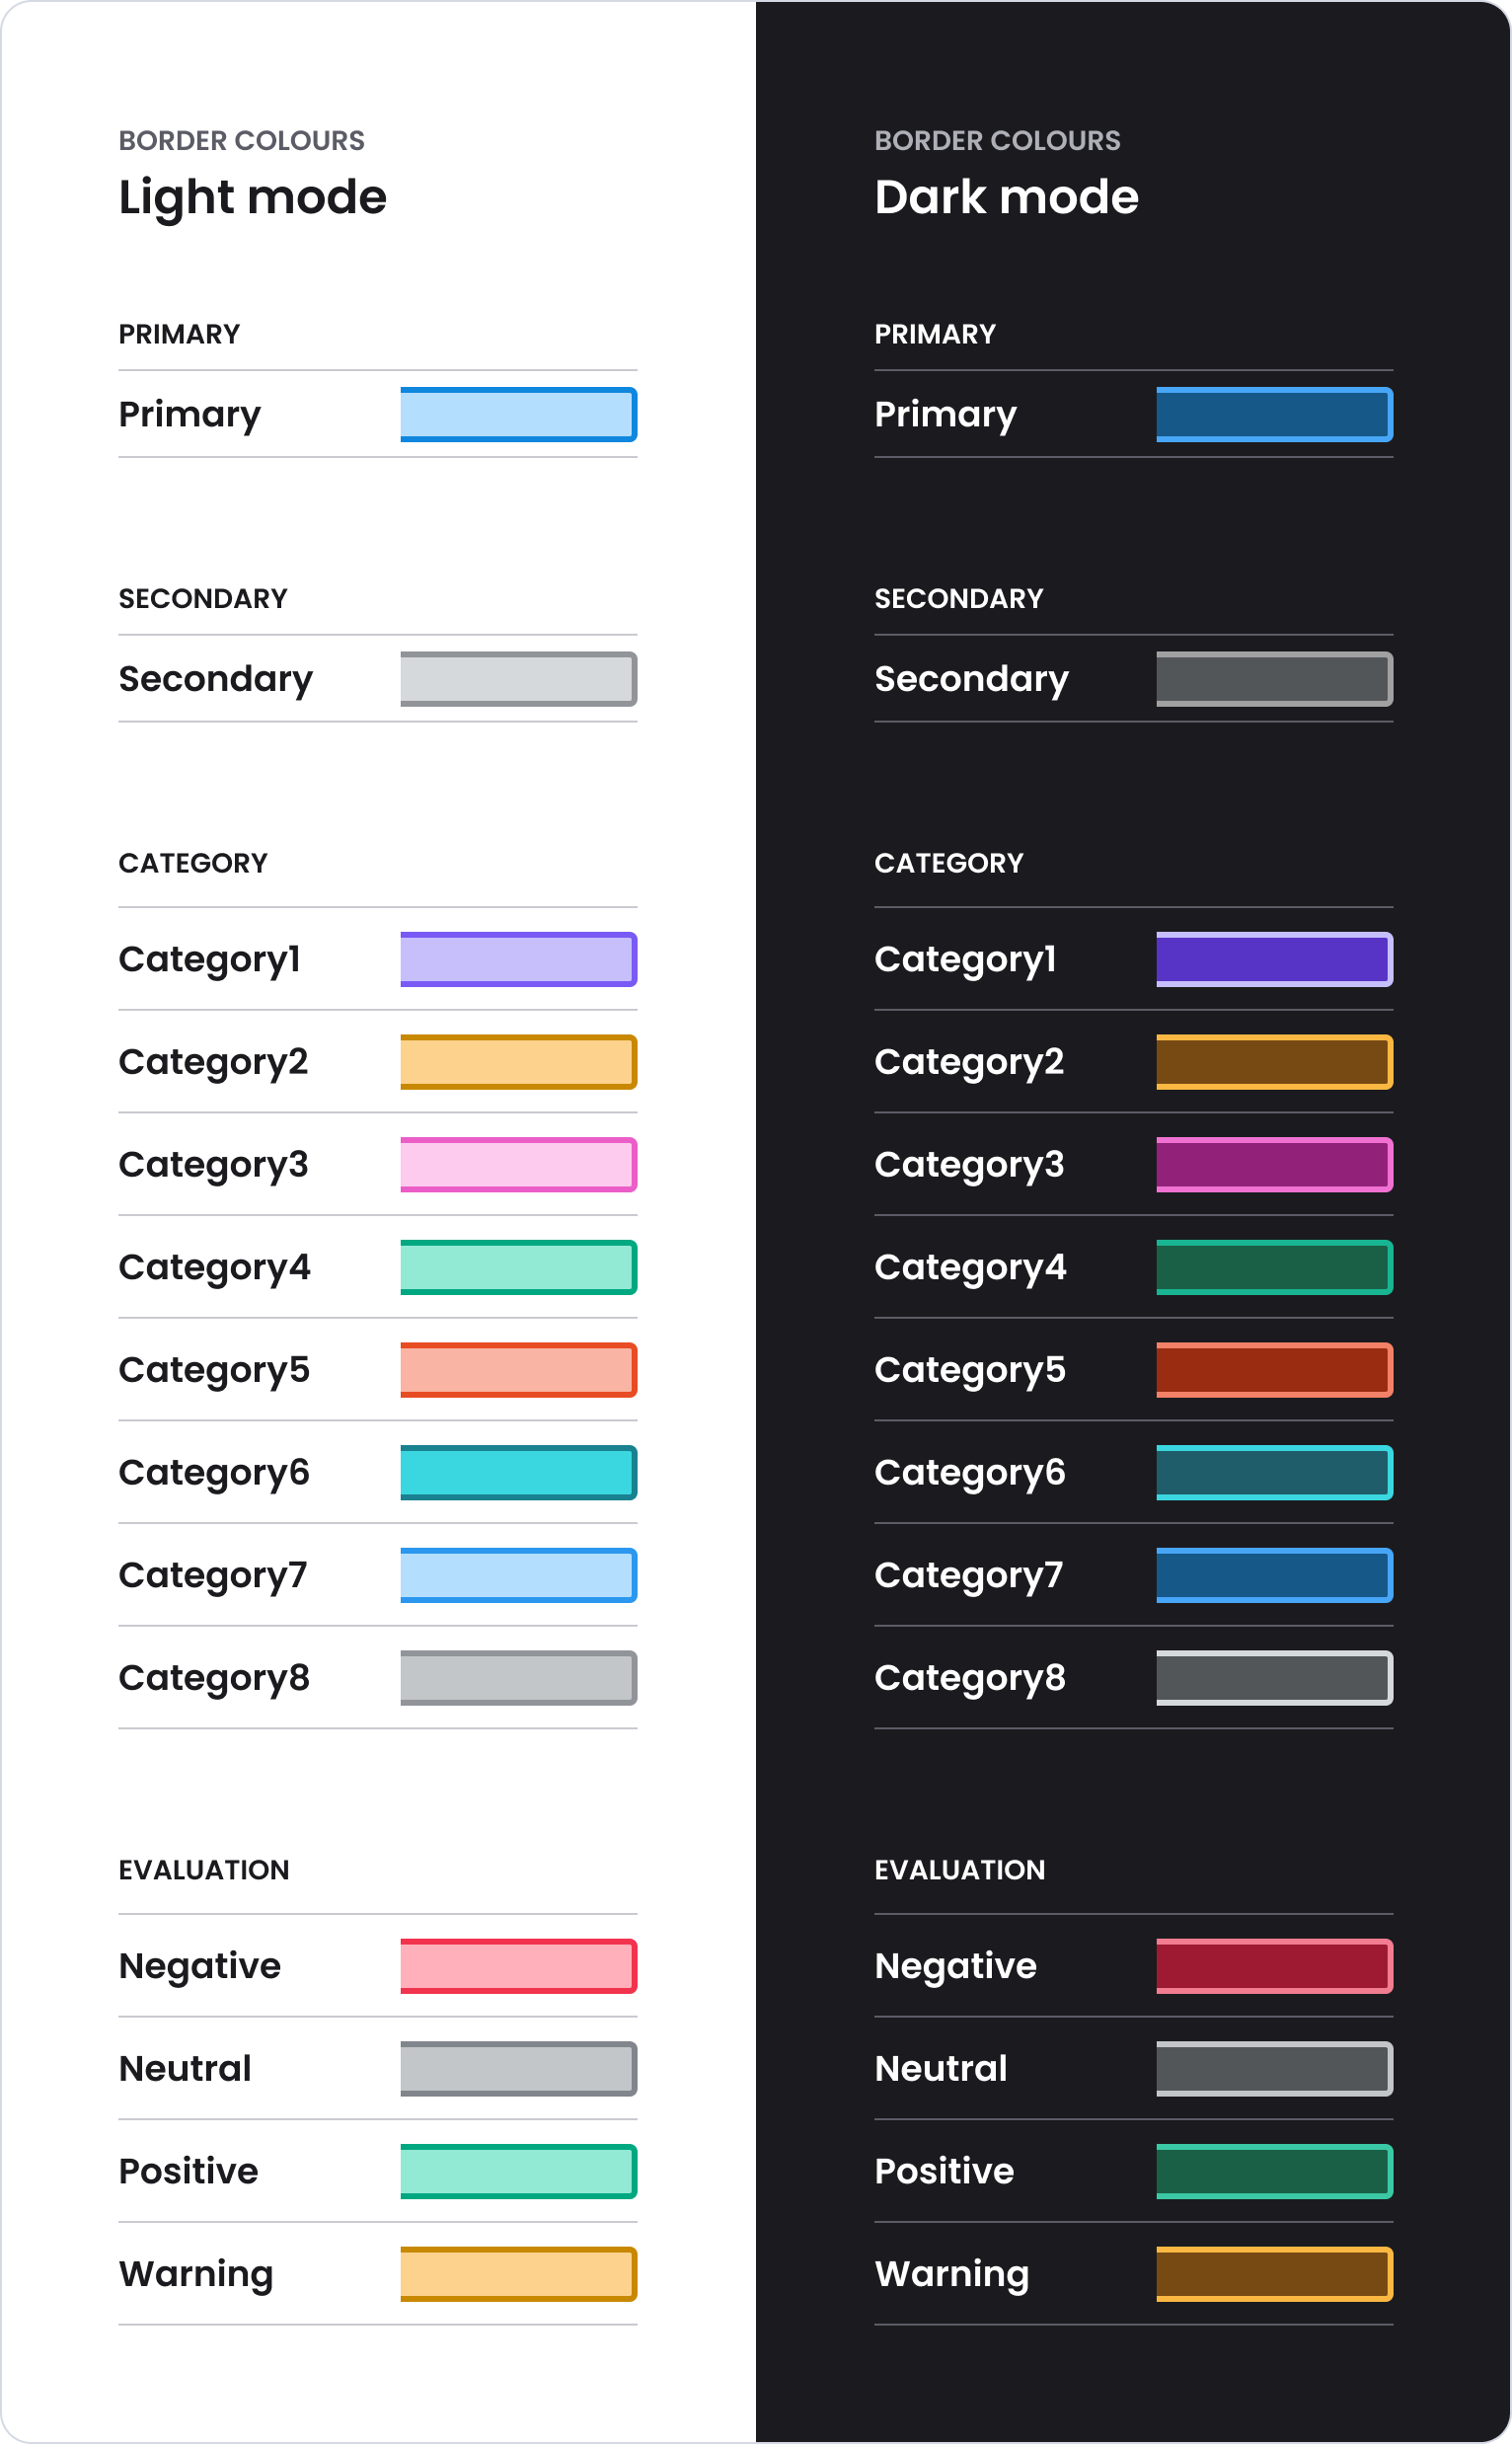 BORDER COLOURS
Light mode
PRIMARY
Primary
SECONDARY
Secondary
CATEGORY
Category1
Category2
Category3
Category4
Category5
Category6
Category7
Category8
EVALUATION
Negative
Neutral
Positive
Warning
BORDER COLOURS
Dark mode
PRIMARY
Primary
SECONDARY
Secondary
CATEGORY
Category1
Category2
Category3
Category4
Category5
Category6
Category7
Category8
EVALUATION
Negative
Neutral
Positive
Warning